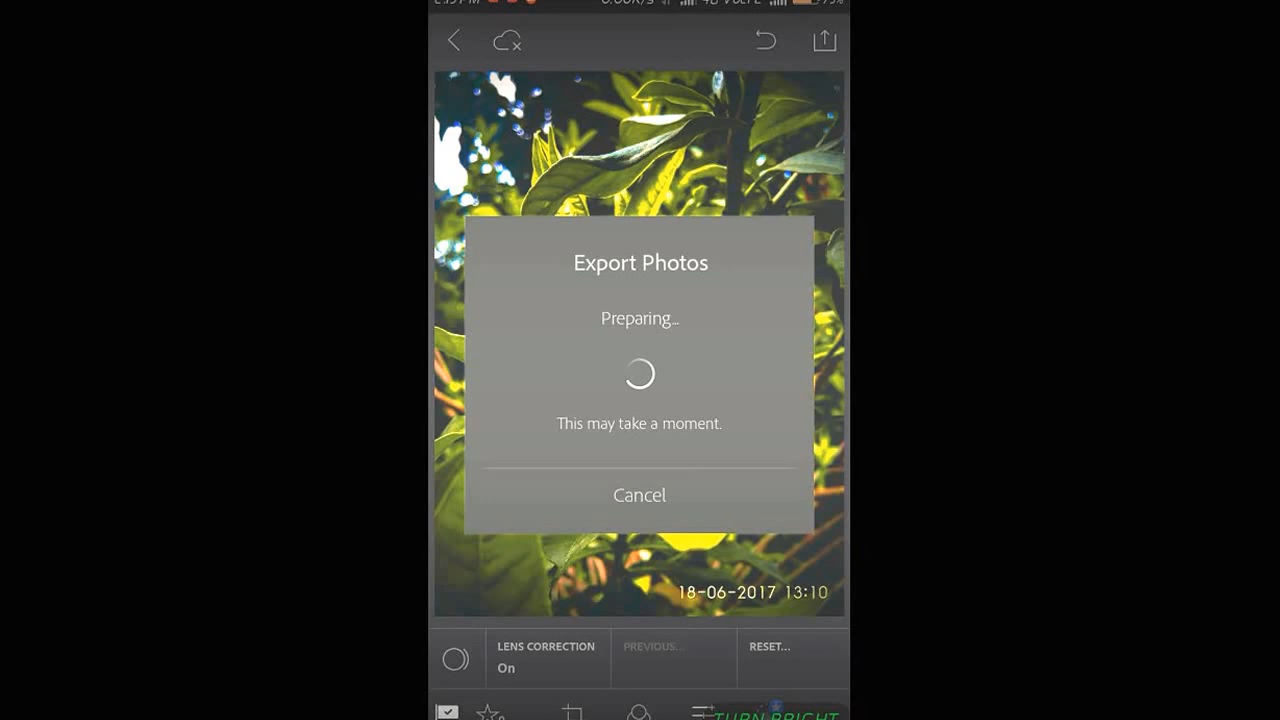 Export Photos
Preparing...
This may take a moment.
Cancel
18-06-2017 13:10
LENS CORRECTION
On
PREVIOUS...
RESET...
TURN BRIGHT